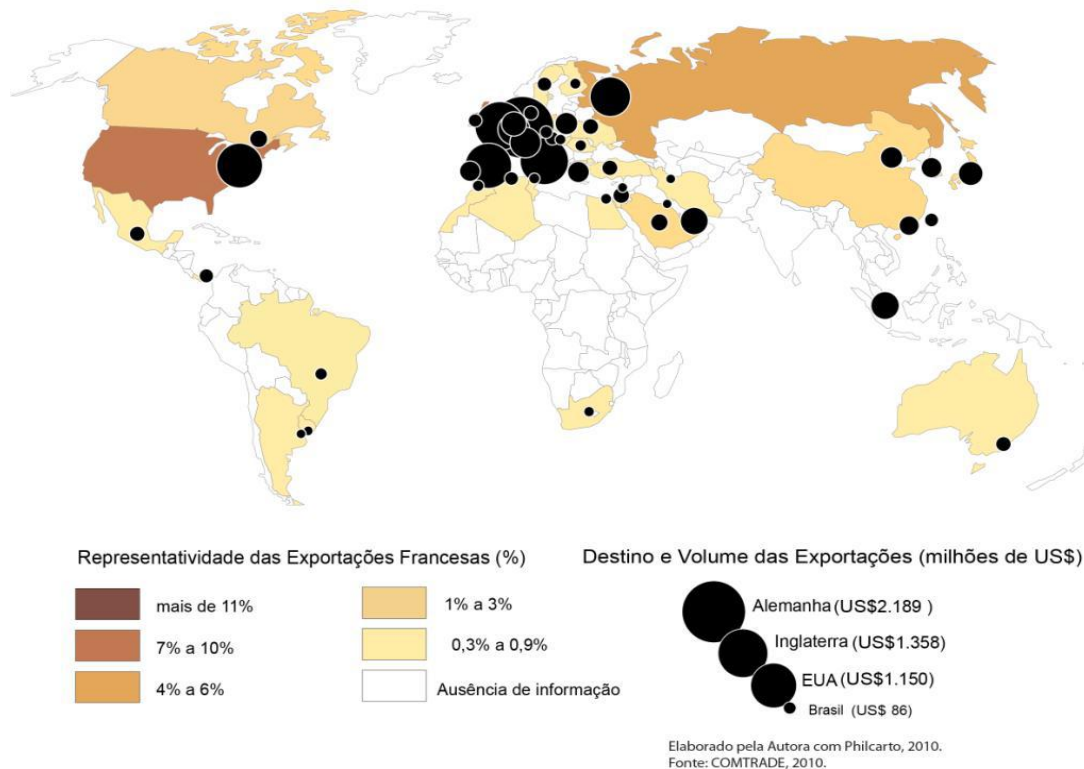 Representatividade das Exportações Francesas (%)
mais de 11%
7% a 10%
4% a 6%
1% a 3%
0,3% a 0,9%
Ausência de informação
Destino e Volume das Exportações (milhões de US$)
Alemanha (US$2.189 )
Inglaterra (US$1.358)
EUA (US$1.150)
Brasil (US$ 86)
Elaborado pela Autora com Philcarto, 2010.
Fonte: COMTRADE, 2010.